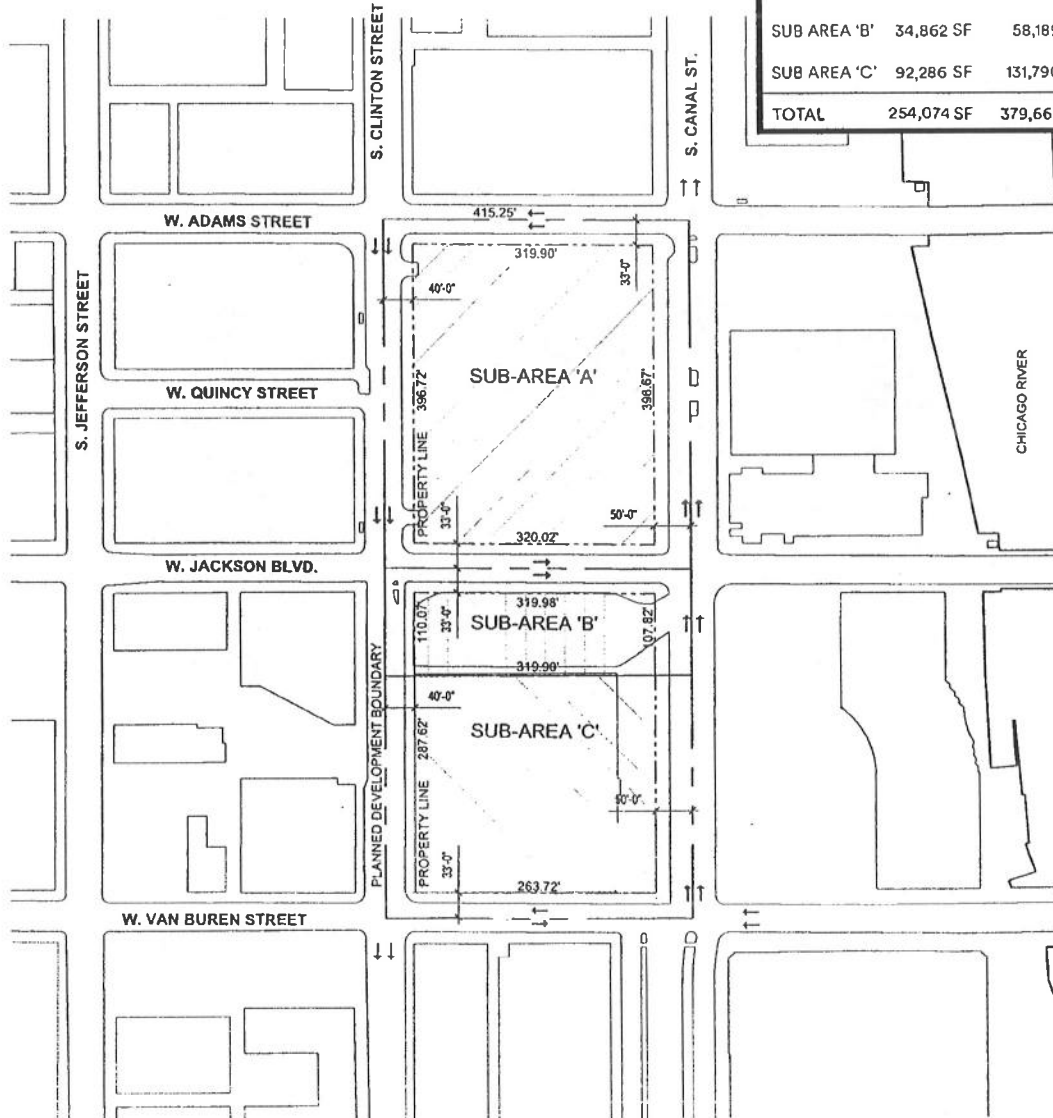 SUB AREA 'B' 34,862 SF
SUB AREA 'C' 92,286 SF
TOTAL 254,074 SF
S. CLINTON STREET
S. CANAL ST.
W. ADAMS STREET
415.25'
319.90'
33'-0"
40'-0"
S. JEFFERSON STREET
SUB-AREA 'A'
396.72'
398.67'
W. QUINCY STREET
CHICAGO RIVER
PROPERTY LINE
33'-0"
50'-0"
320.02'
W. JACKSON BLVD.
319.98'
110.07'
33'-0"
SUB-AREA 'B'
107.82'
319.90'
PLANNED DEVELOPMENT BOUNDARY
40'-0"
SUB-AREA 'C'
287.62'
PROPERTY LINE
50'-0"
33'-0"
263.72'
W. VAN BUREN STREET